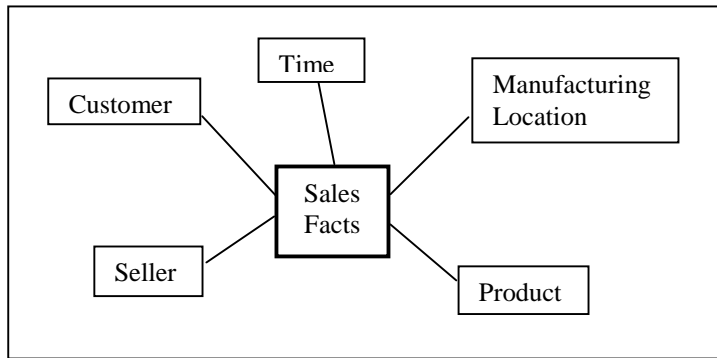 Time
Customer
Manufacturing
Location
Sales
Facts
Seller
Product